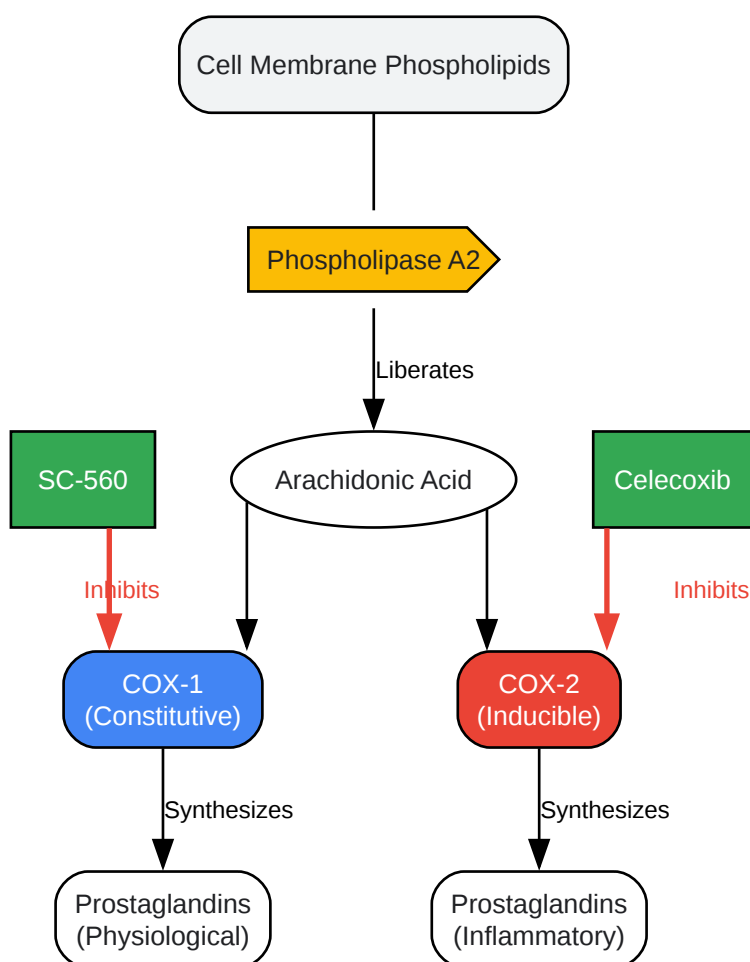 Cell Membrane Phospholipids
Phospholipase A2
Liberates
SC-560
Arachidonic Acid
Celecoxib
Inhibits
Inhibits
COX-1
(Constitutive)
COX-2
(Inducible)
Synthesizes
Synthesizes
Prostaglandins
(Physiological)
Prostaglandins
(Inflammatory)